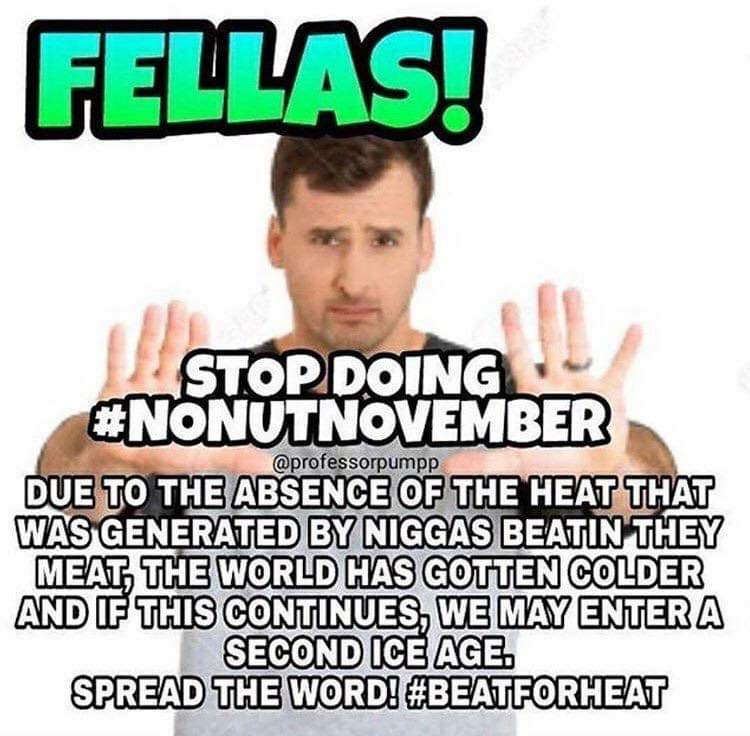 FELLAS!
STOP DOING
#NONUTNOVEMBER
@professorpumpp
DUE TO THE ABSENCE OF THE HEAT THAT
WAS GENERATED BY NIGGAS BEATIN THEY
MEAT, THE WORLD HAS GOTTEN COLDER
AND IF THIS CONTINUES, WE MAY ENTER A
SECOND ICE AGE.
SPREAD THE WORD! #BEATFORHEAT